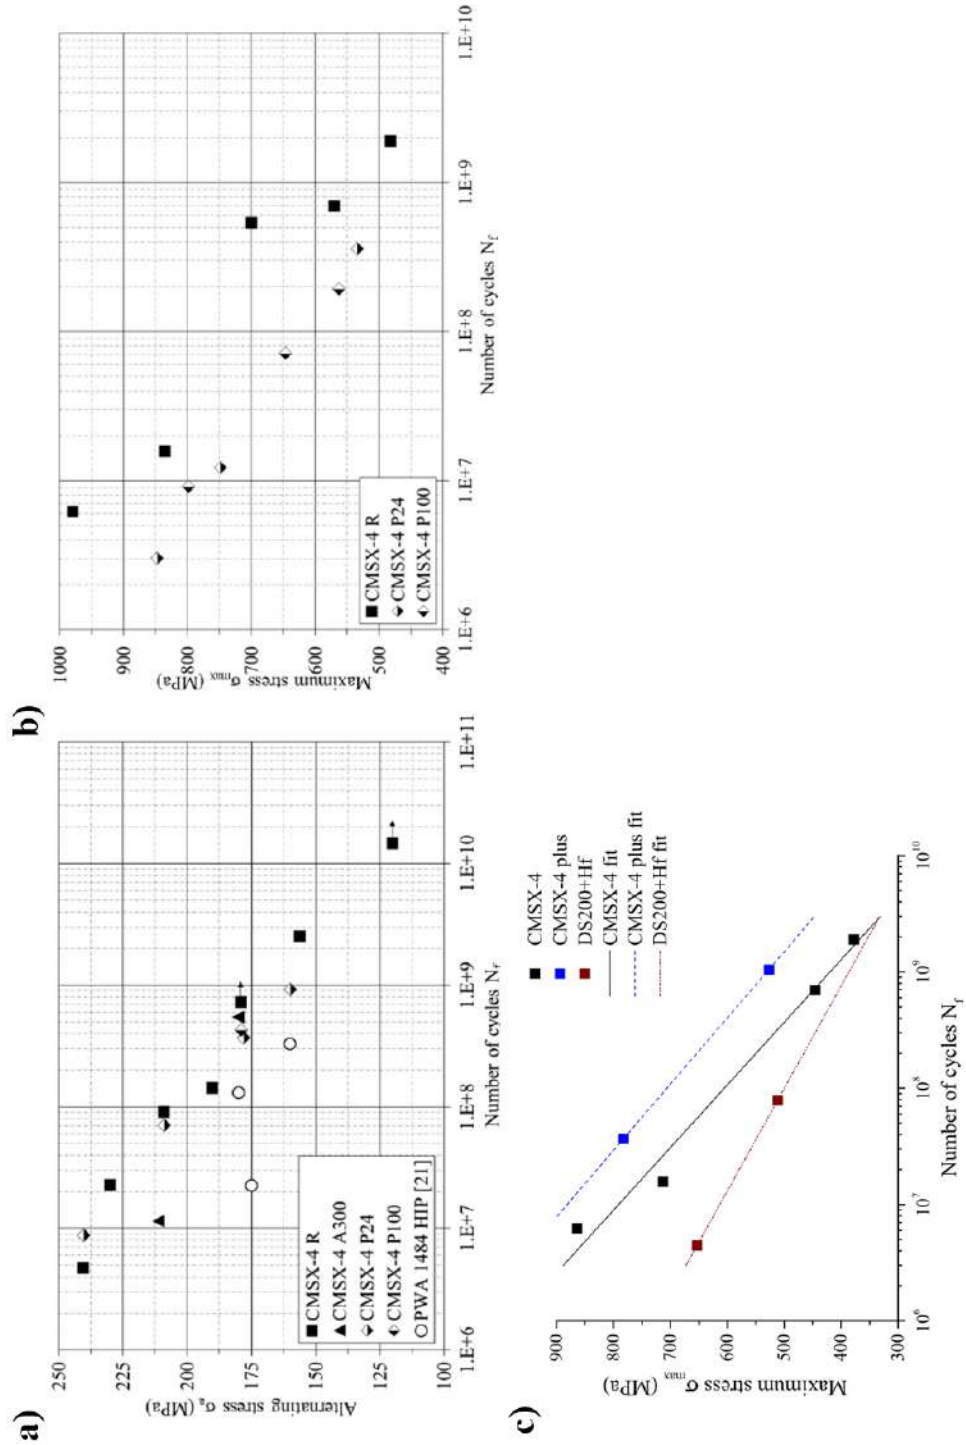 a)
250
225
200
175
150
125
100
Alternating stress σa (MPa)
1.E+6
1.E+7
1.E+8
1.E+9
1.E+10
1.E+11
Number of cycles Nf
CMSX-4 R
CMSX-4 A300
CMSX-4 P24
CMSX-4 P100
PWA 1484 HIP [21]
b)
1000
900
800
700
600
500
400
Maximum stress σmax (MPa)
1.E+6
1.E+7
1.E+8
1.E+9
1.E+10
Number of cycles Nf
CMSX-4 R
CMSX-4 P24
CMSX-4 P100
c)
900
800
700
600
500
400
300
Maximum stress σmax (MPa)
10^6
10^7
10^8
10^9
10^10
Number of cycles Nf
CMSX-4
CMSX-4 plus
DS200+Hf
CMSX-4 fit
CMSX-4 plus fit
DS200+Hf fit